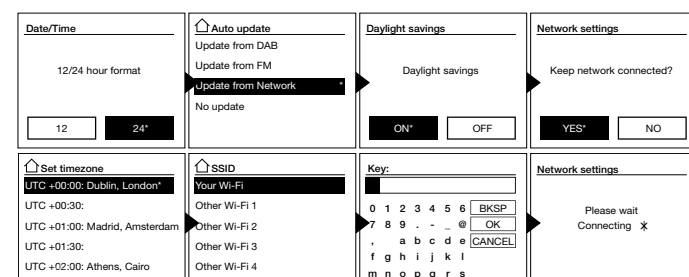 Date/Time
12/24 hour format
12 24*
Auto update
Update from DAB
Update from FM
Update from Network *
No update
Daylight savings
Daylight savings
ON* OFF
Network settings
Keep network connected?
YES* NO
Set timezone
UTC +00:00: Dublin, London*
UTC +00:30:
UTC +01:00: Madrid, Amsterdam
UTC +01:30:
UTC +02:00: Athens, Cairo
SSID
Your Wi-Fi
Other Wi-Fi 1
Other Wi-Fi 2
Other Wi-Fi 3
Other Wi-Fi 4
Key:
0 1 2 3 4 5 6 BKSP
7 8 9 . - _ @ OK
, a b c d e CANCEL
f g h i j k l
m n o p q r s
Network settings
Please wait
Connecting